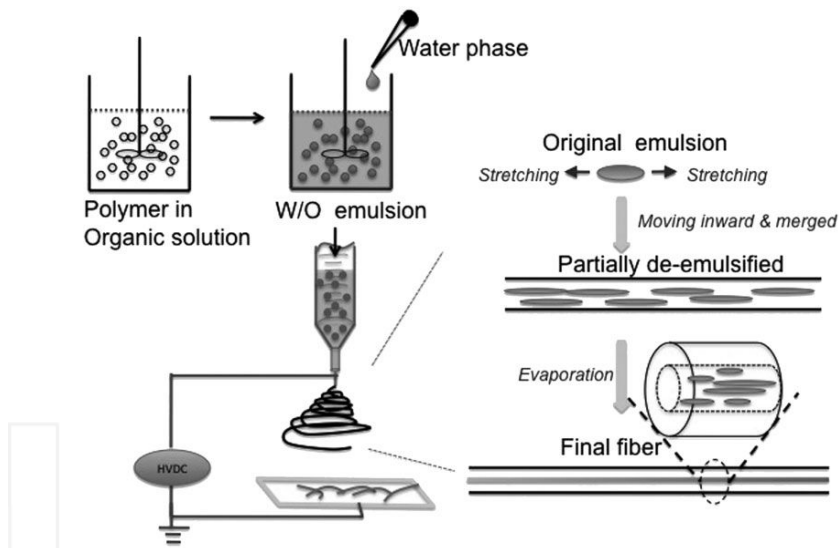 Water phase
Polymer in
Organic solution
W/O emulsion
HVDC
Original emulsion
Stretching
Stretching
Moving inward & merged
Partially de-emulsified
Evaporation
Final fiber